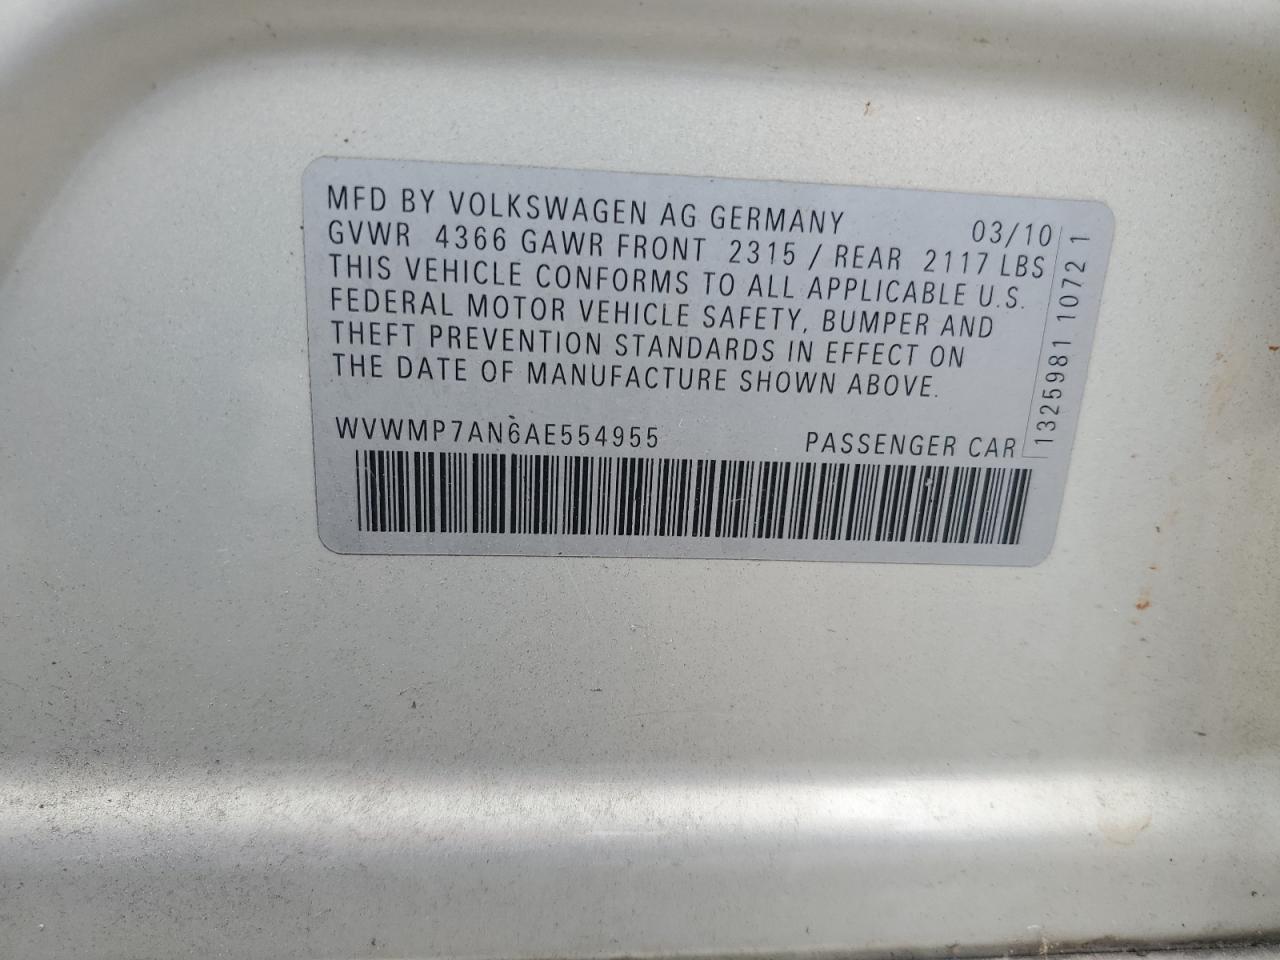 MFD BY VOLKSWAGEN AG GERMANY 03/10
GVWR 4366 GAWR FRONT 2315 / REAR 2117 LBS
THIS VEHICLE CONFORMS TO ALL APPLICABLE U.S.
FEDERAL MOTOR VEHICLE SAFETY, BUMPER AND
THEFT PREVENTION STANDARDS IN EFFECT ON
THE DATE OF MANUFACTURE SHOWN ABOVE.
WVWMP7AN6AE554955 PASSENGER CAR
1325981 1072 1